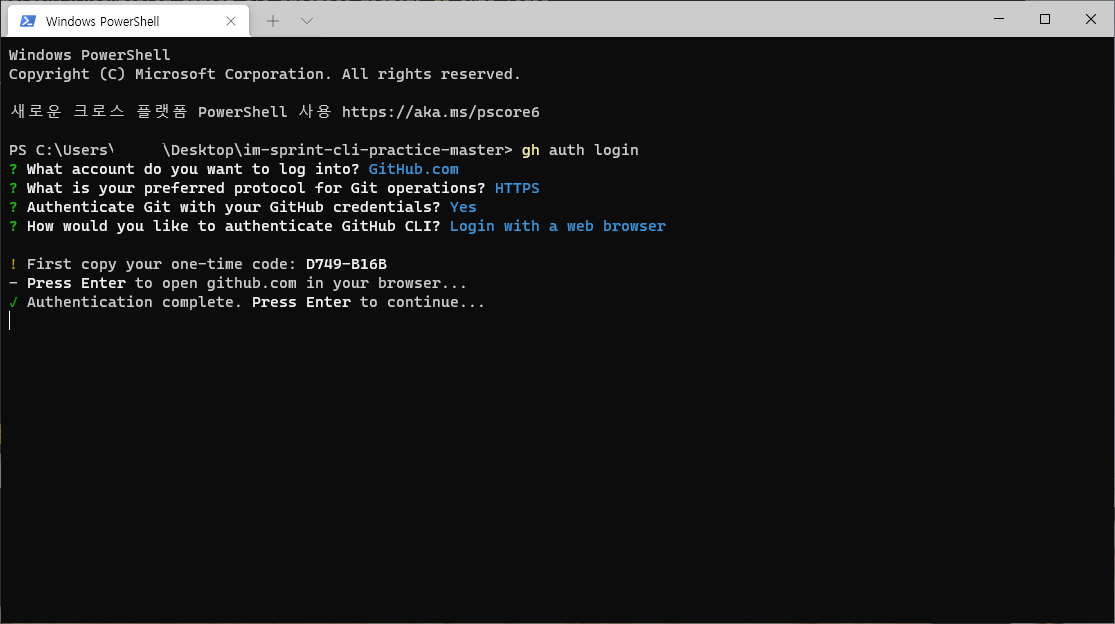 Windows PowerShell
Windows PowerShell
Copyright (C) Microsoft Corporation. All rights reserved.
새로운 크로스 플랫폼 PowerShell 사용 https://aka.ms/pscore6
PS C:\Users\ \Desktop\im-sprint-cli-practice-master> gh auth login
? What account do you want to log into? GitHub.com
? What is your preferred protocol for Git operations? HTTPS
? Authenticate Git with your GitHub credentials? Yes
? How would you like to authenticate GitHub CLI? Login with a web browser
! First copy your one-time code: D749-B16B
- Press Enter to open github.com in your browser...
✓ Authentication complete. Press Enter to continue...